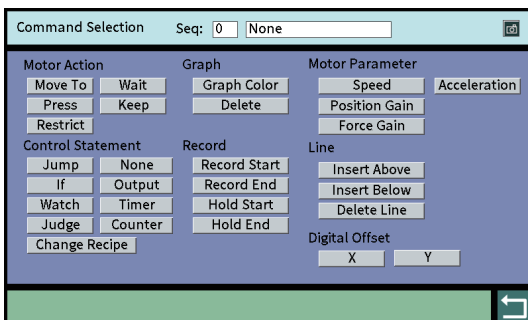 Command Selection Seq: 0 None
Motor Action Graph Motor Parameter
Move To Wait Graph Color Speed Acceleration
Press Keep Delete Position Gain
Restrict Force Gain
Control Statement Record Line
Jump None Record Start Insert Above
If Output Record End Insert Below
Watch Timer Hold Start Delete Line
Judge Counter Hold End
Change Recipe Digital Offset
X Y